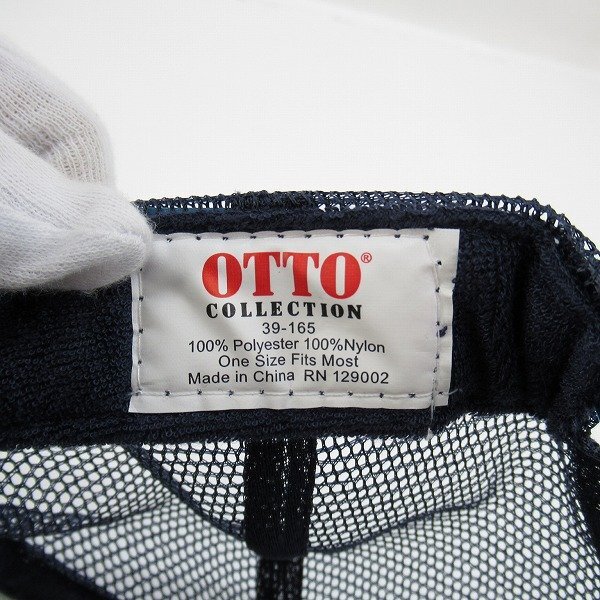 OTTO®
COLLECTION
39-165
100% Polyester 100%Nylon
One Size Fits Most
Made in China RN 129002